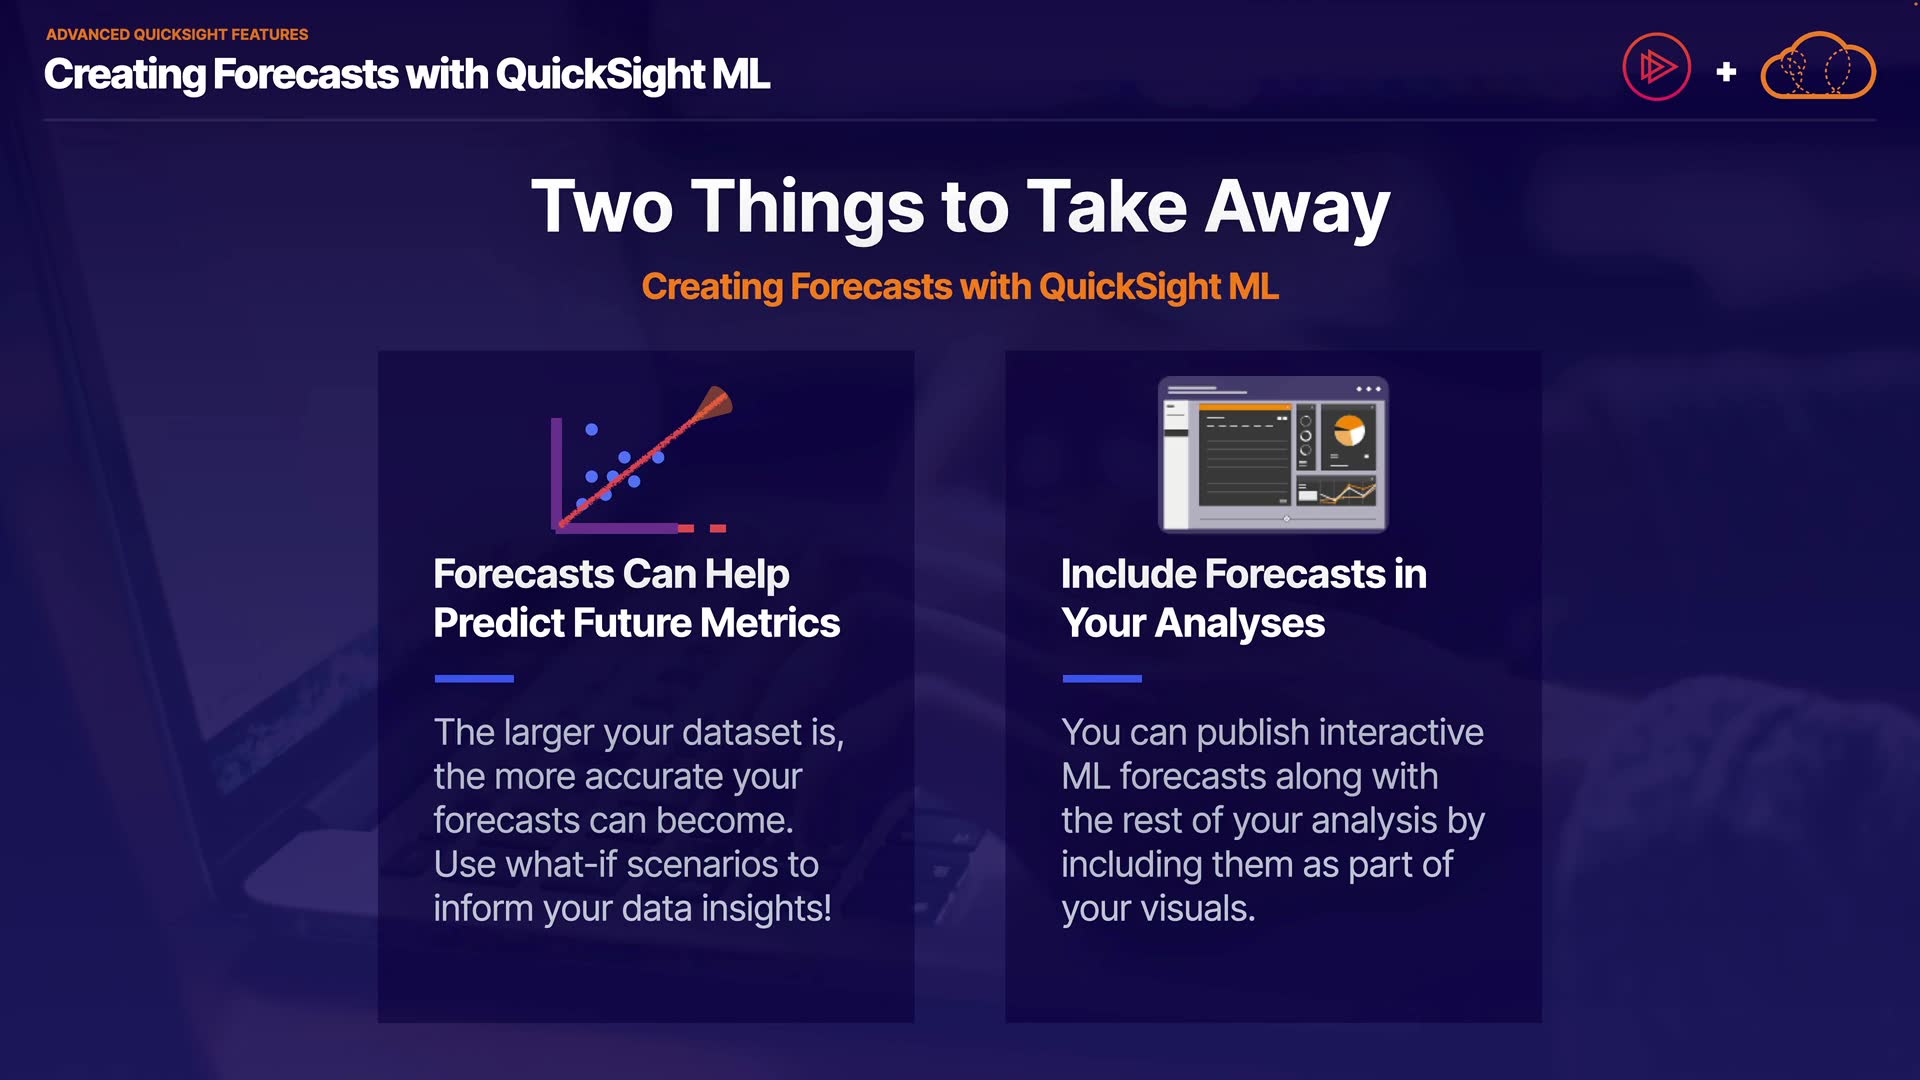 ADVANCED QUICKSIGHT FEATURES
Creating Forecasts with QuickSight ML
+
Two Things to Take Away
Creating Forecasts with QuickSight ML
Forecasts Can Help
Predict Future Metrics
The larger your dataset is,
the more accurate your
forecasts can become.
Use what-if scenarios to
inform your data insights!
Include Forecasts in
Your Analyses
You can publish interactive
ML forecasts along with
the rest of your analysis by
including them as part of
your visuals.